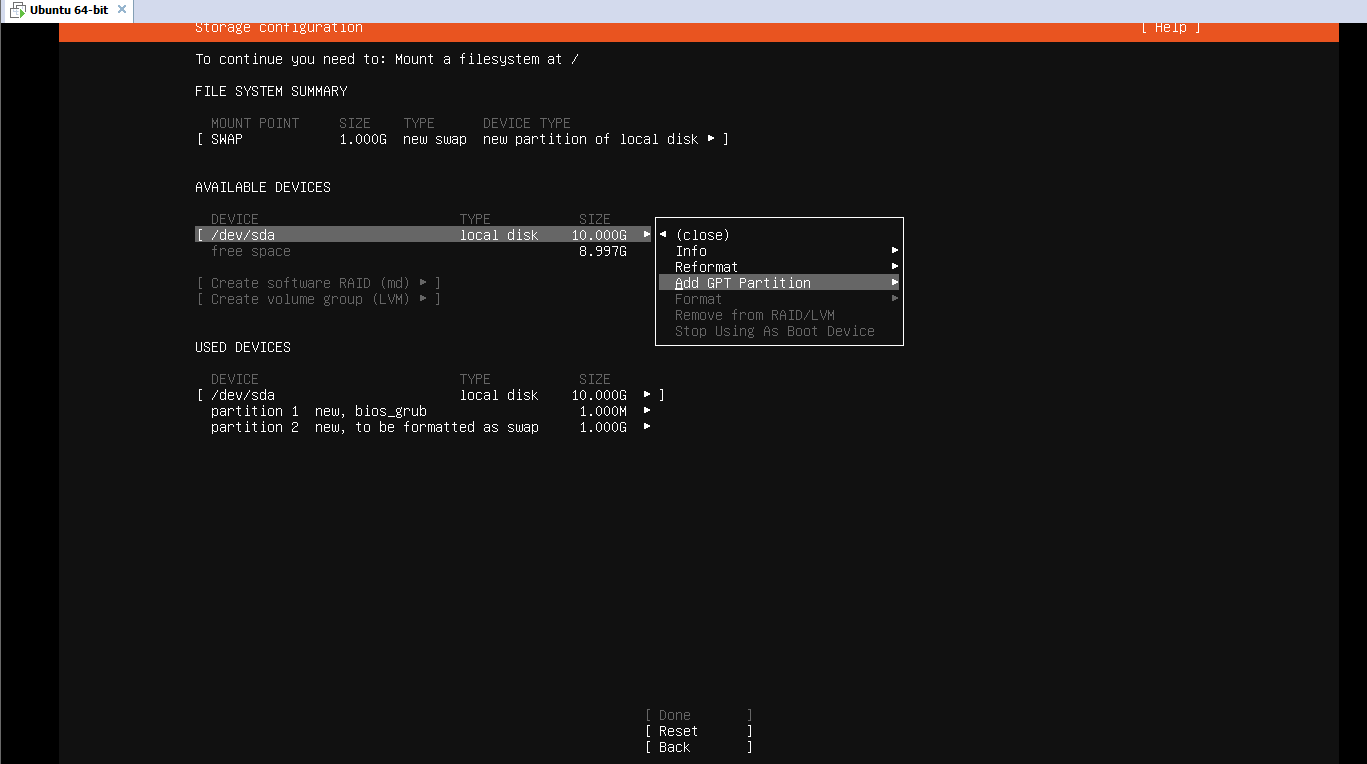 Ubuntu 64-bit ×
Storage configuration [ Help ]
To continue you need to: Mount a filesystem at /
FILE SYSTEM SUMMARY
MOUNT POINT SIZE TYPE DEVICE TYPE
[ SWAP 1.000G new swap new partition of local disk ▸ ]
AVAILABLE DEVICES
DEVICE TYPE SIZE
[ /dev/sda local disk 10.000G ▸
free space 8.997G
◂ (close)
Info ▸
Reformat ▸
Add GPT Partition ▸
Format ▸
Remove from RAID/LVM
Stop Using As Boot Device
[ Create software RAID (md) ▸ ]
[ Create volume group (LVM) ▸ ]
USED DEVICES
DEVICE TYPE SIZE
[ /dev/sda local disk 10.000G ▸ ]
partition 1 new, bios_grub 1.000M ▸
partition 2 new, to be formatted as swap 1.000G ▸
[ Done ]
[ Reset ]
[ Back ]